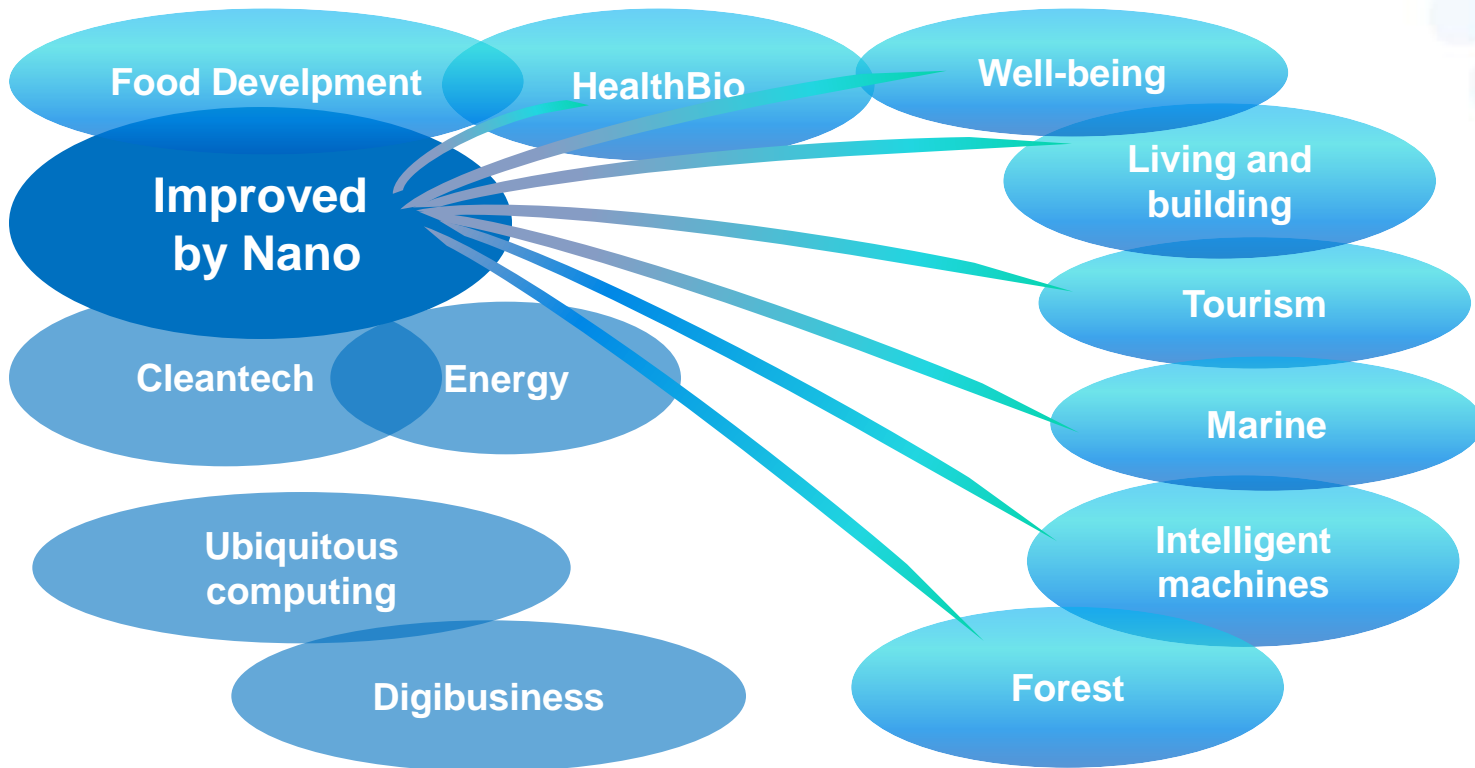 Food Develpment
HealthBio
Well-being
Improved
by Nano
Living and
building
Tourism
Cleantech
Energy
Marine
Ubiquitous
computing
Intelligent
machines
Digibusiness
Forest